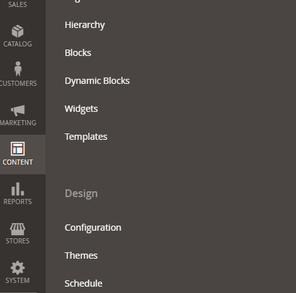 SALES
CATALOG
CUSTOMERS
MARKETING
CONTENT
REPORTS
STORES
SYSTEM
Hierarchy
Blocks
Dynamic Blocks
Widgets
Templates
Design
Configuration
Themes
Schedule